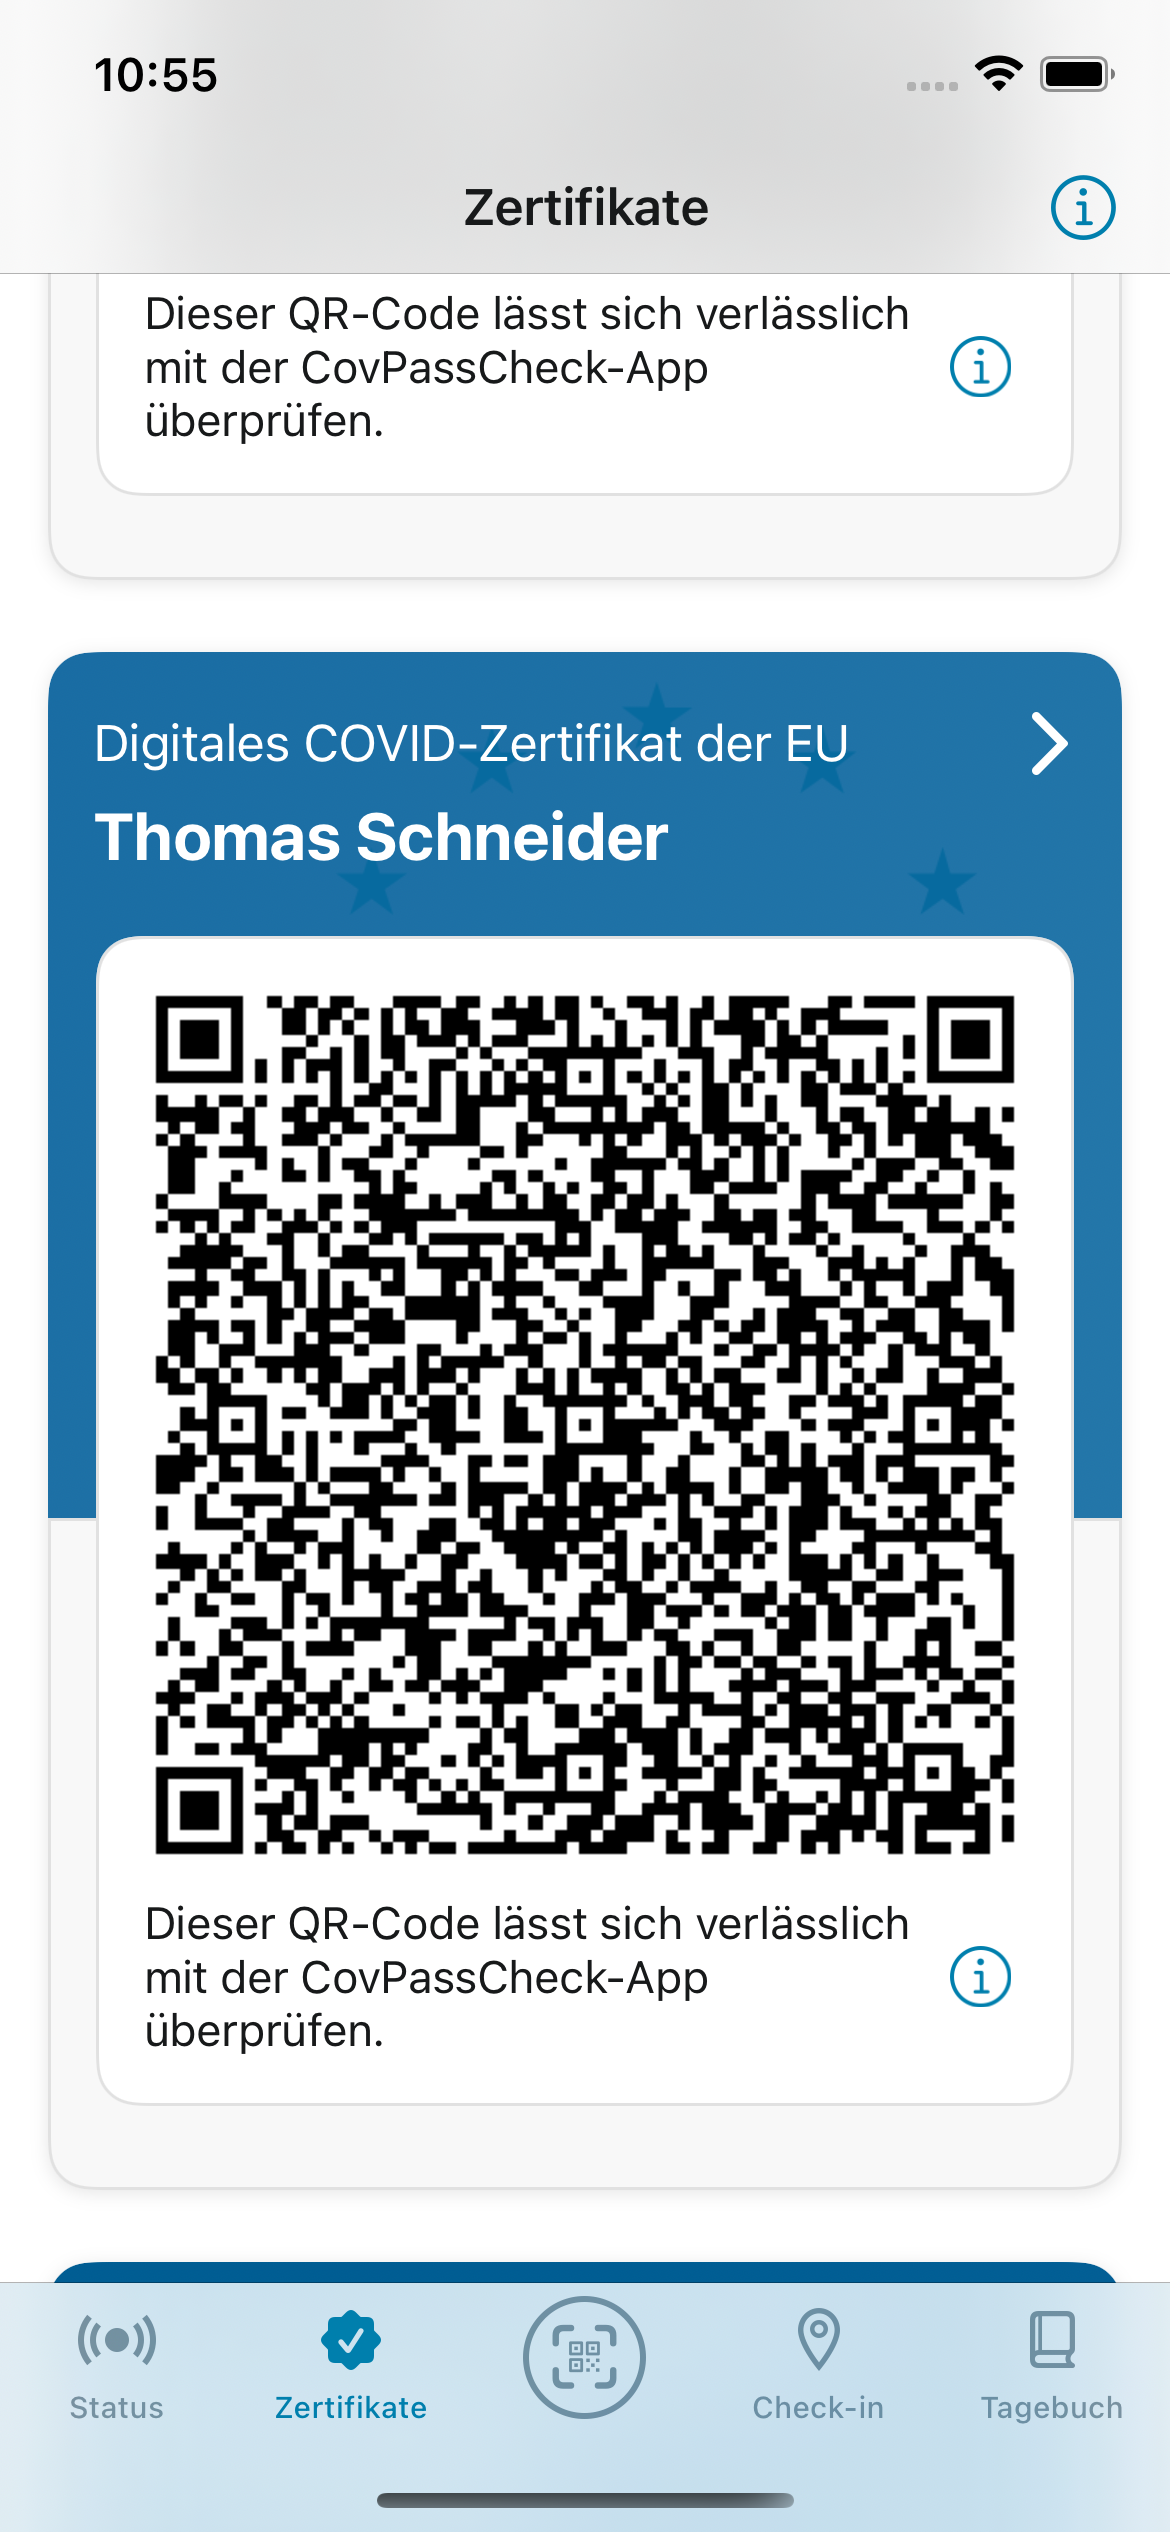 10:55
Zertifikate
Dieser QR-Code lässt sich verlässlich
mit der CovPassCheck-App
überprüfen.
Digitales COVID-Zertifikat der EU
Thomas Schneider
Dieser QR-Code lässt sich verlässlich
mit der CovPassCheck-App
überprüfen.
Status
Zertifikate
Check-in
Tagebuch